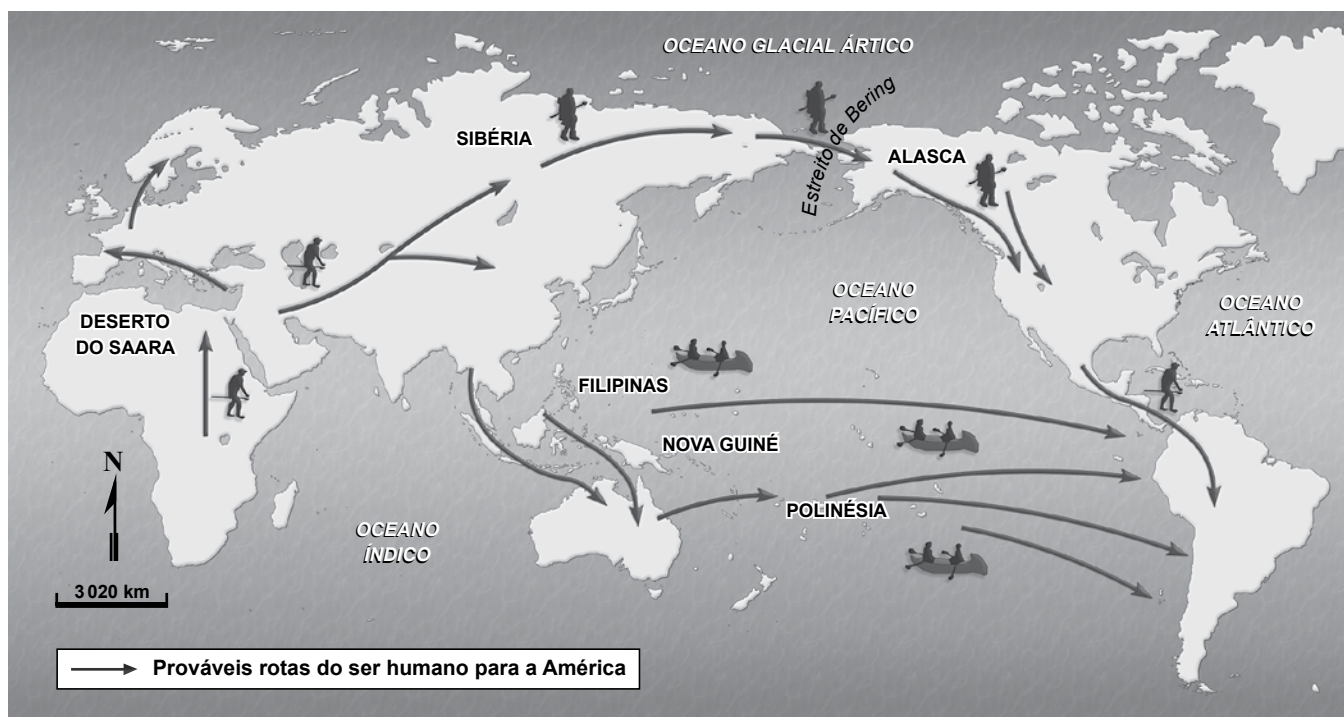 OCEANO GLACIAL ÁRTICO
Estreito de Bering
SIBÉRIA
ALASCA
OCEANO
PACÍFICO
OCEANO
ATLÂNTICO
DESERTO
DO SAARA
FILIPINAS
NOVA GUINÉ
N
POLINÉSIA
OCEANO
ÍNDICO
3 020 km
Prováveis rotas do ser humano para a América